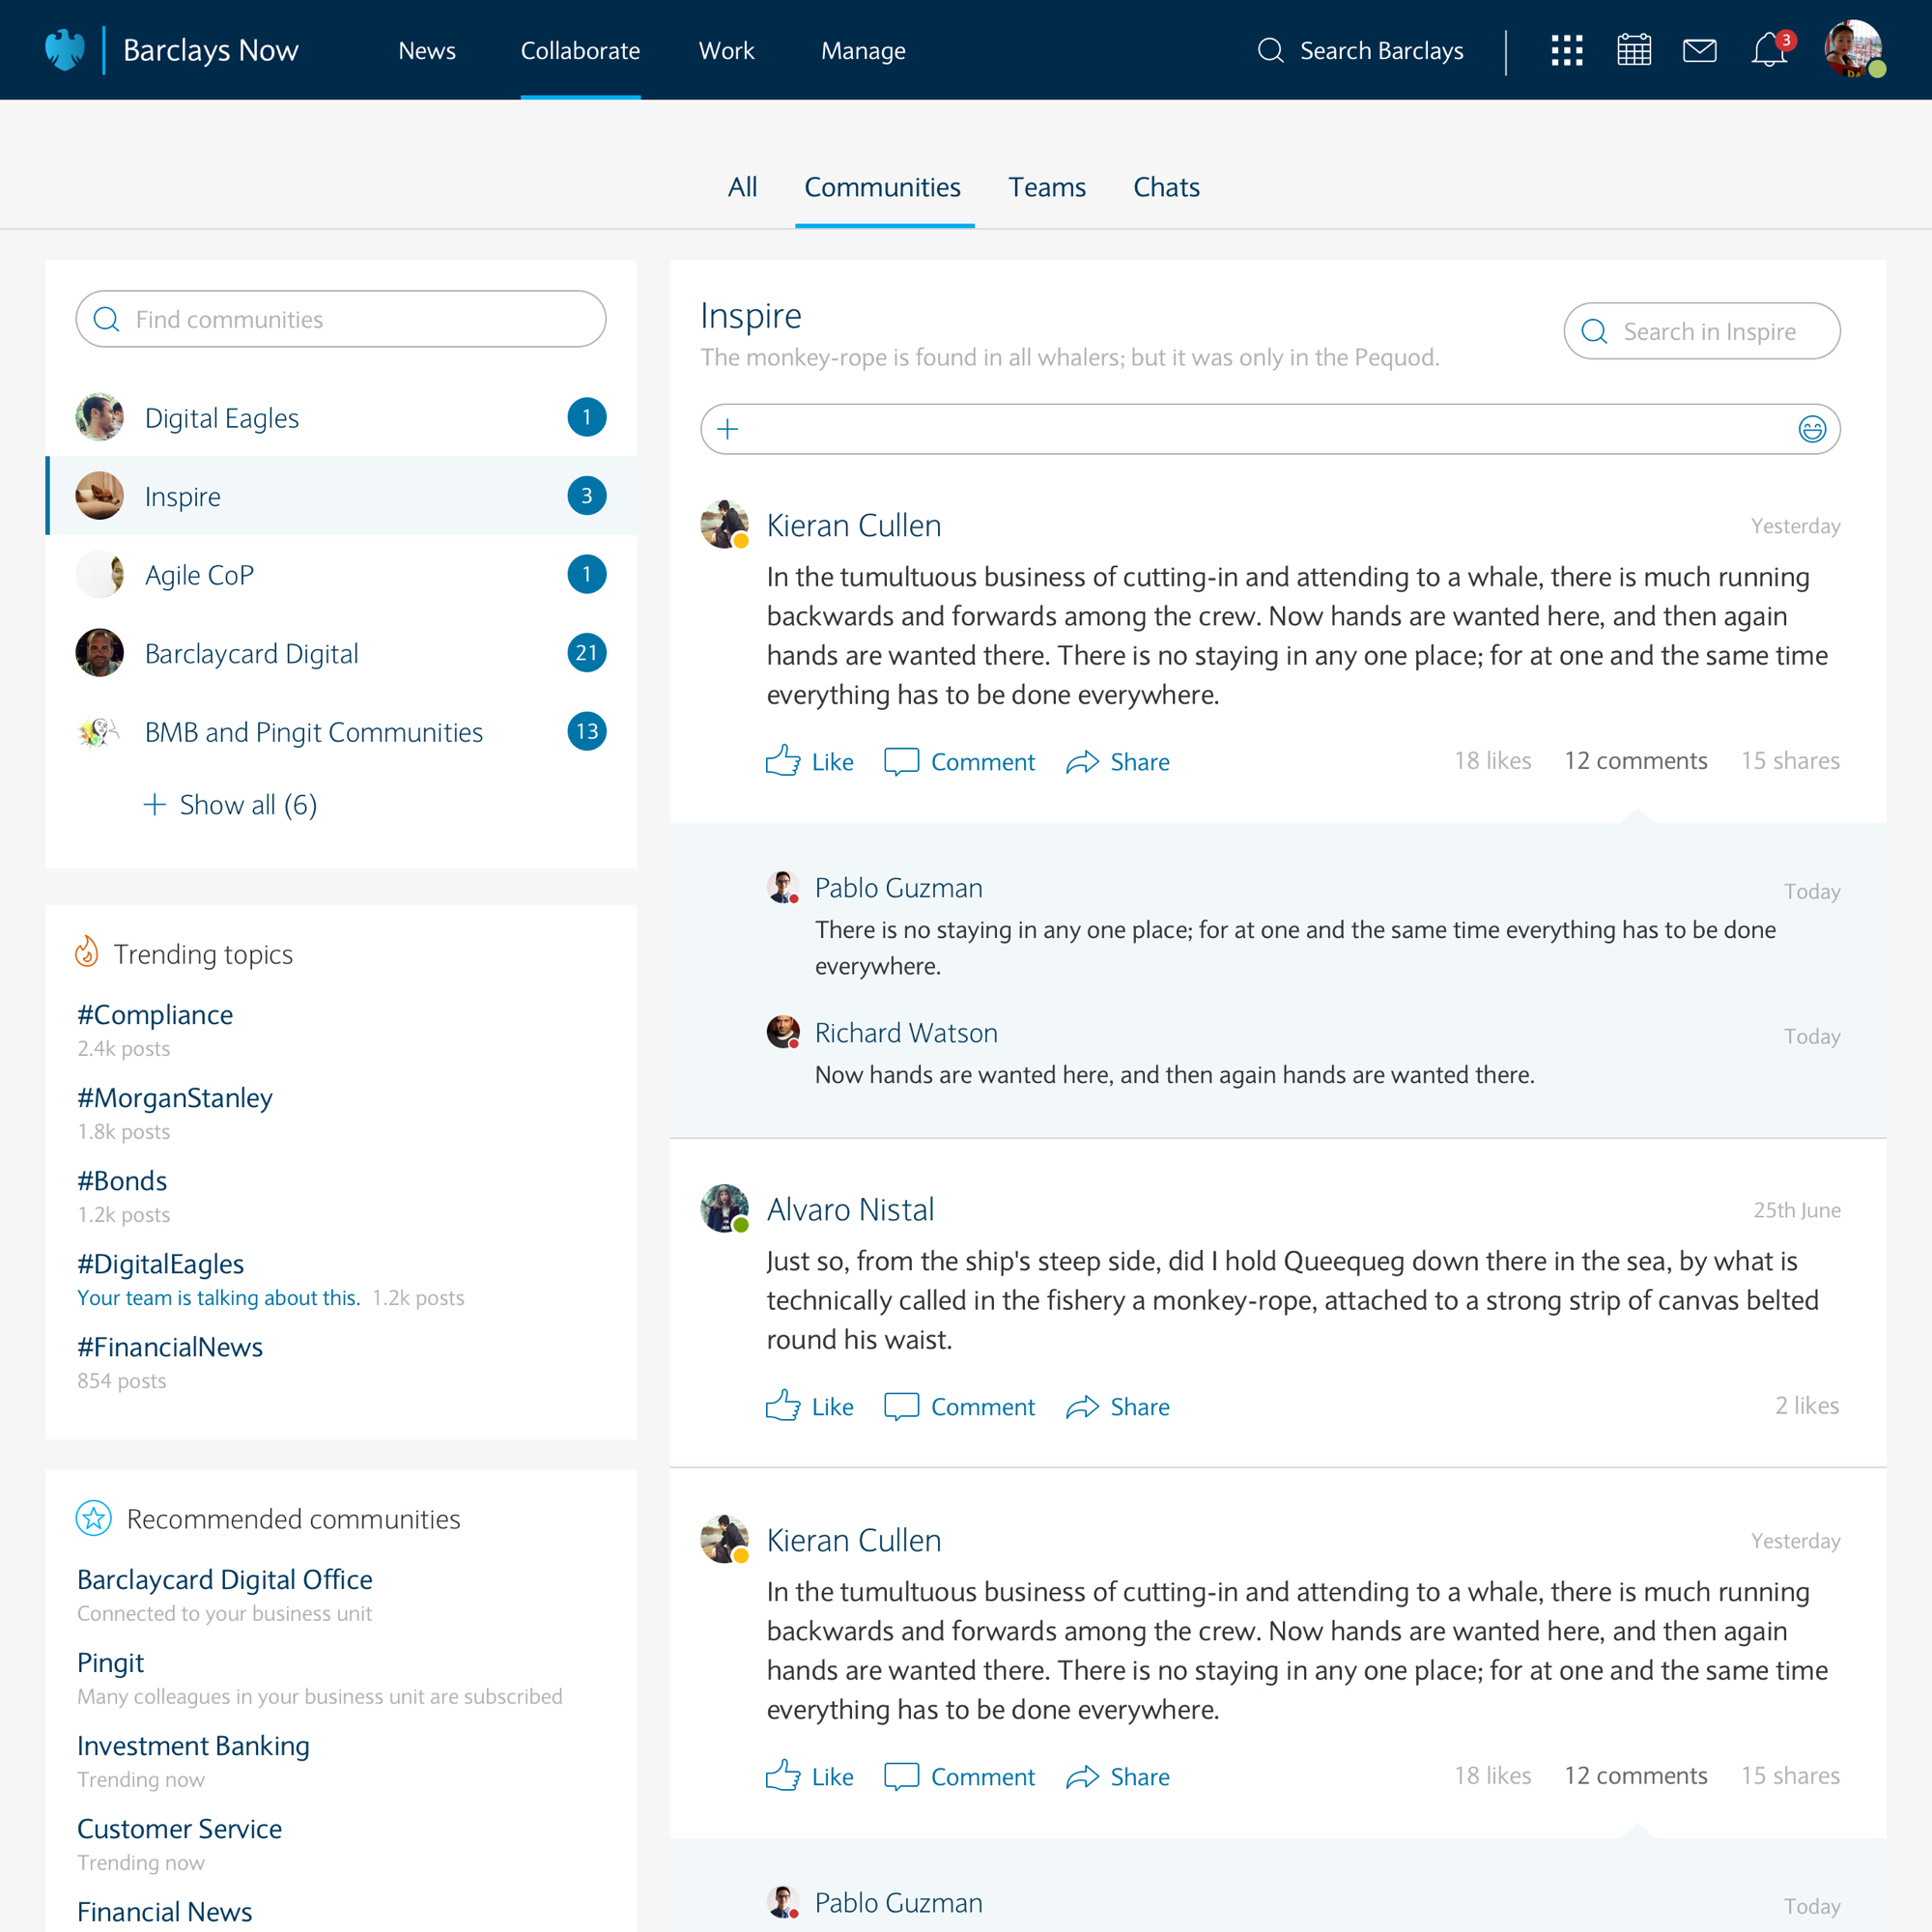 Barclays Now
News
Collaborate
Work
Manage
Search Barclays
3
All
Communities
Teams
Chats
Find communities
Digital Eagles
1
Inspire
3
Agile CoP
1
Barclaycard Digital
21
BMB and Pingit Communities
13
Show all (6)
Trending topics
#Compliance
2.4k posts
#MorganStanley
1.8k posts
#Bonds
1.2k posts
#DigitalEagles
Your team is talking about this. 1.2k posts
#FinancialNews
854 posts
Recommended communities
Barclaycard Digital Office
Connected to your business unit
Pingit
Many colleagues in your business unit are subscribed
Investment Banking
Trending now
Customer Service
Trending now
Financial News
Inspire
The monkey-rope is found in all whalers; but it was only in the Pequod.
Search in Inspire
Kieran Cullen
Yesterday
In the tumultuous business of cutting-in and attending to a whale, there is much running
backwards and forwards among the crew. Now hands are wanted here, and then again
hands are wanted there. There is no staying in any one place; for at one and the same time
everything has to be done everywhere.
Like Comment Share
18 likes 12 comments 15 shares
Pablo Guzman
Today
There is no staying in any one place; for at one and the same time everything has to be done
everywhere.
Richard Watson
Today
Now hands are wanted here, and then again hands are wanted there.
Alvaro Nistal
25th June
Just so, from the ship's steep side, did I hold Queequeg down there in the sea, by what is
technically called in the fishery a monkey-rope, attached to a strong strip of canvas belted
round his waist.
Like Comment Share
2 likes
Kieran Cullen
Yesterday
In the tumultuous business of cutting-in and attending to a whale, there is much running
backwards and forwards among the crew. Now hands are wanted here, and then again
hands are wanted there. There is no staying in any one place; for at one and the same time
everything has to be done everywhere.
Like Comment Share
18 likes 12 comments 15 shares
Pablo Guzman
Today